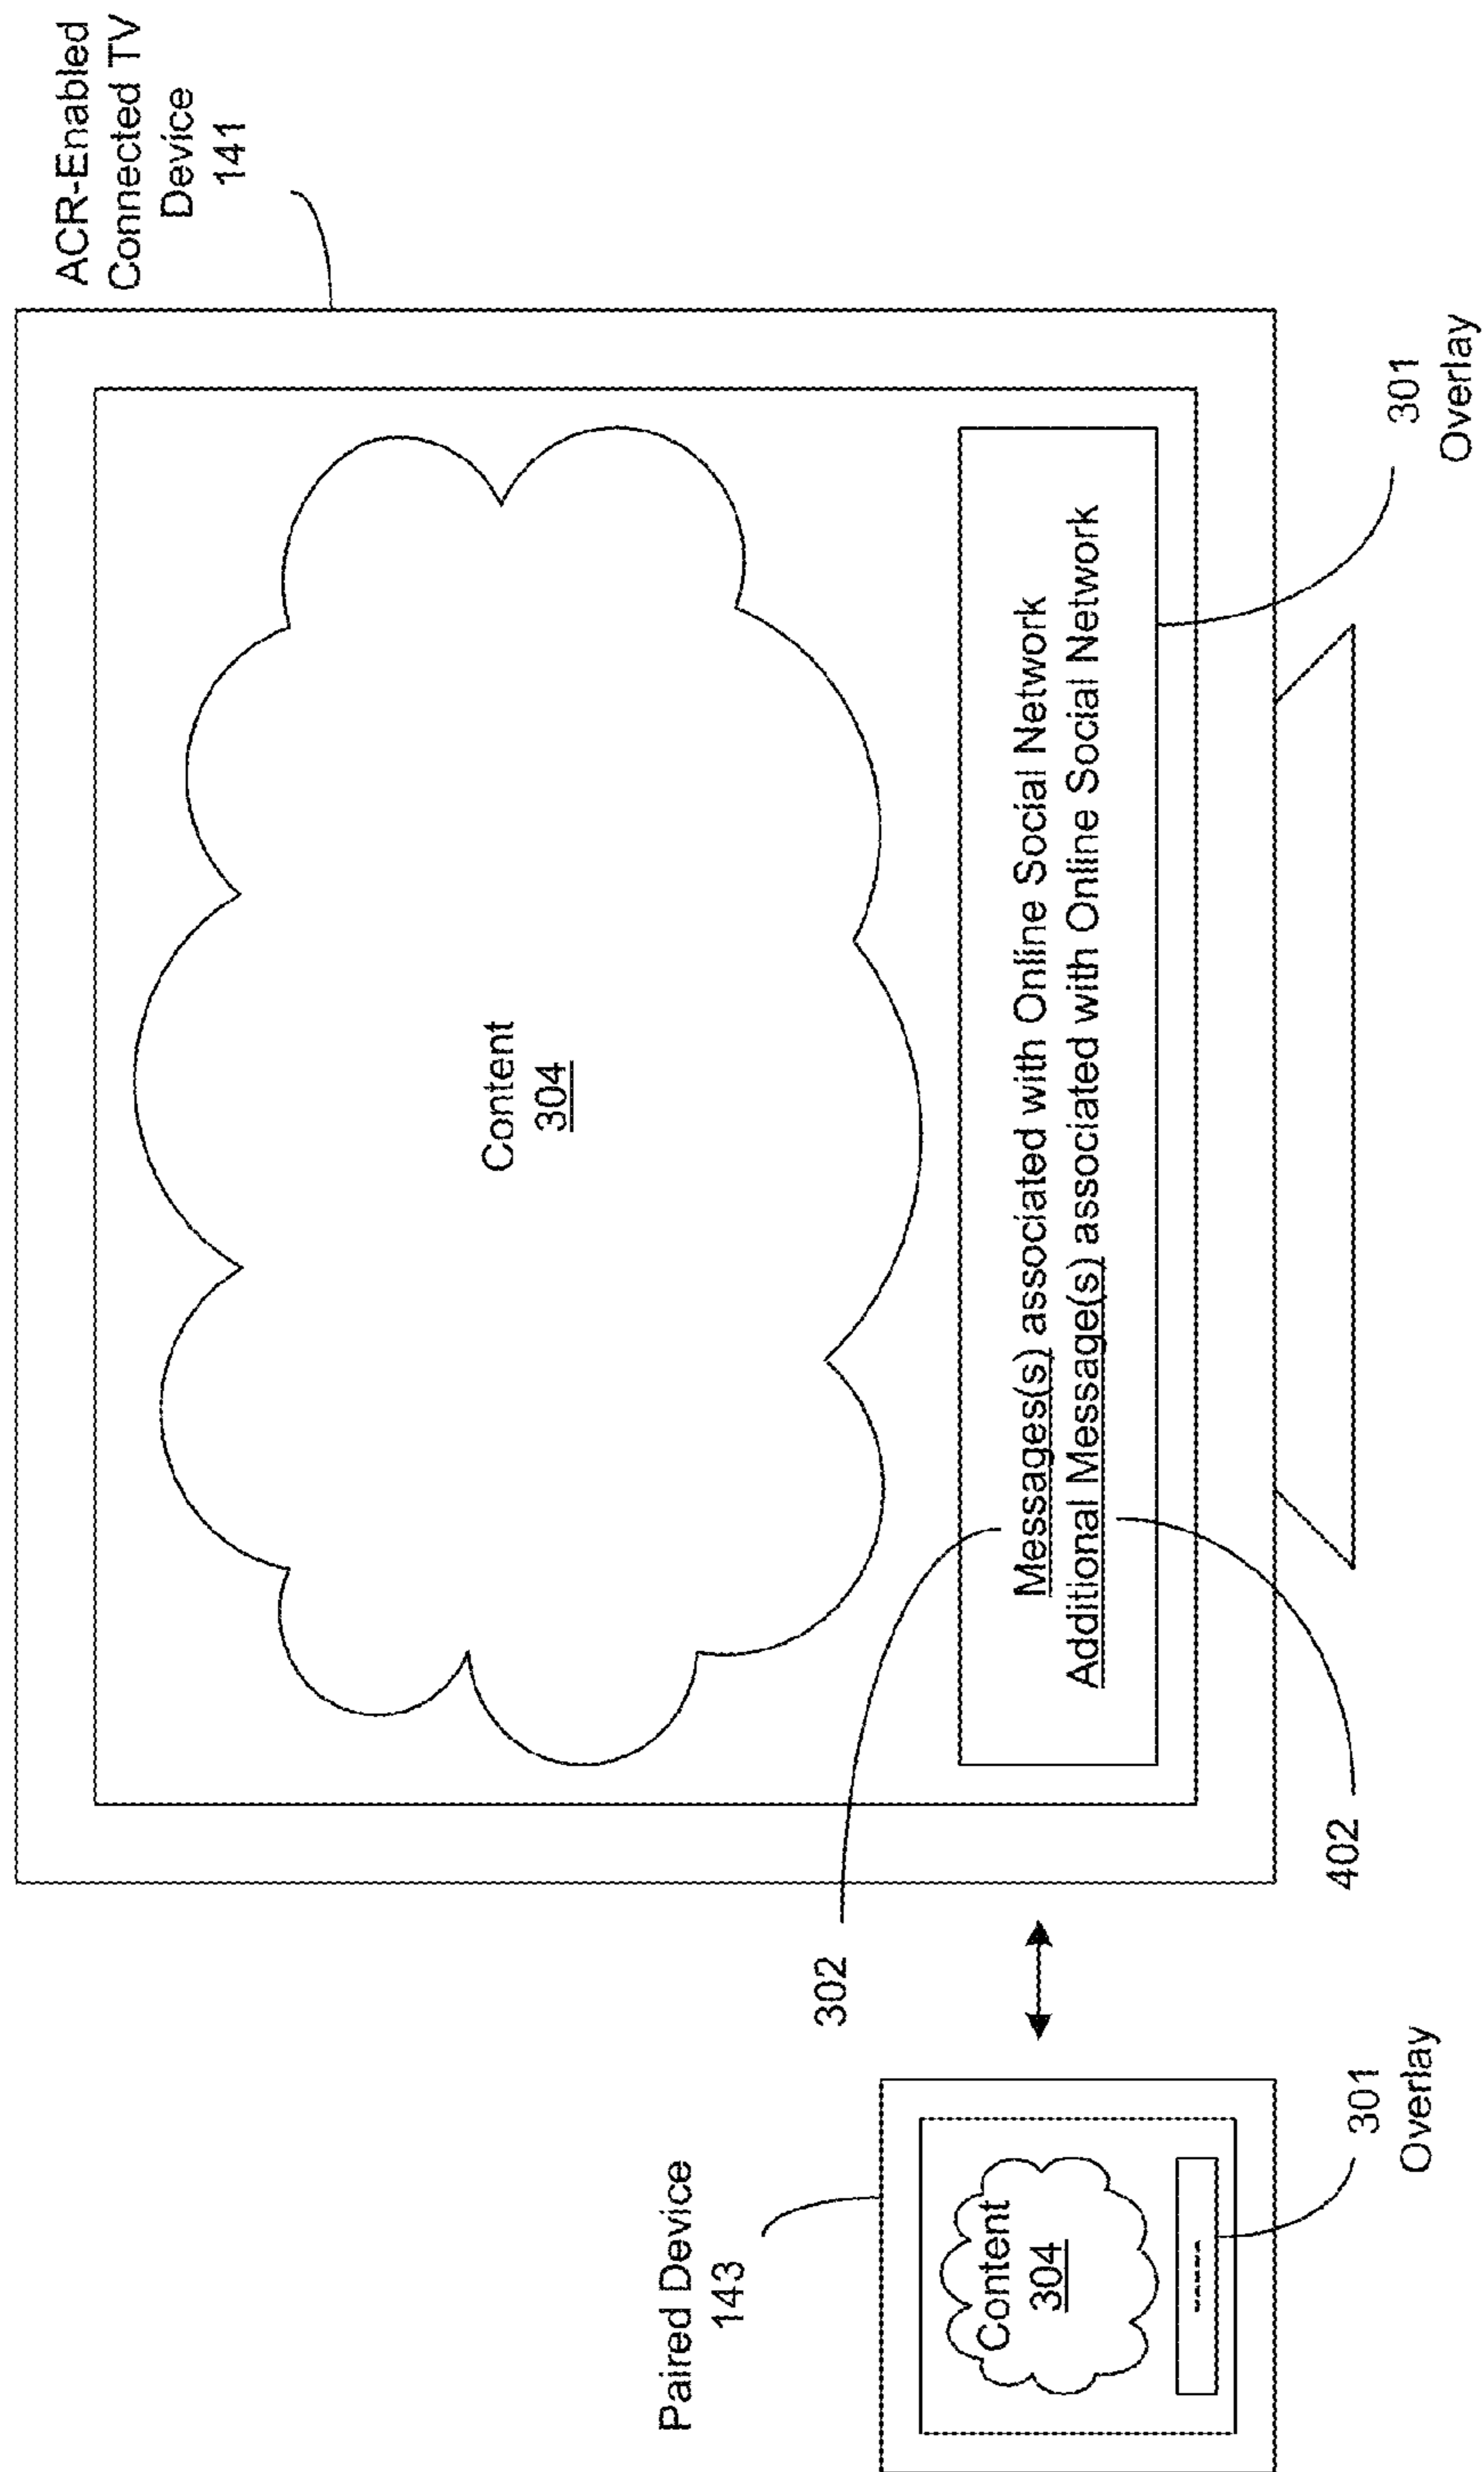 ACR-Enabled
Connected TV
Device
141
Content
304
Messages(s) associated with Online Social Network
Additional Message(s) associated with Online Social Network
301
Overlay
302
402
Paired Device
143
Content
304
301
Overlay